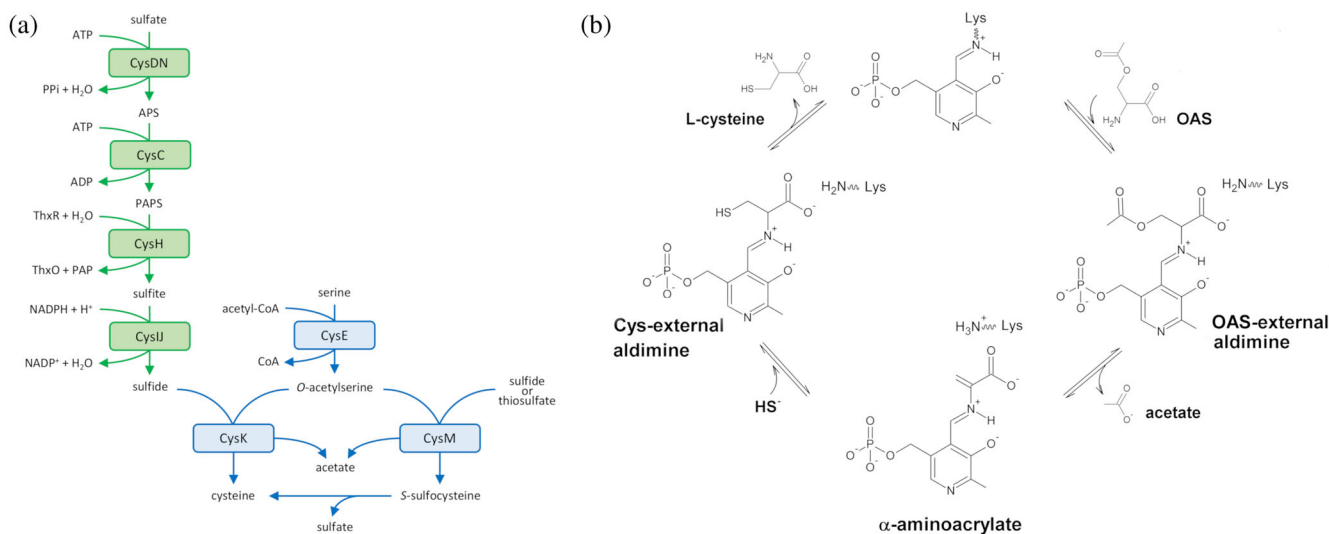 (a)
sulfate
ATP
CysDN
PPi + H₂O
APS
ATP
CysC
ADP
PAPS
ThxR + H₂O
CysH
ThxO + PAP
sulfite
NADPH + H⁺
CysIJ
NADP⁺ + H₂O
sulfide
serine
acetyl-CoA
CysE
CoA
O-acetylserine
sulfide
or
thiosulfate
CysK
CysM
acetate
cysteine
S-sulfocysteine
sulfate
(b)
Lys
N⁺
H
O
O⁻ P O
O⁻
O⁻
N
H₂N
O
HS
OH
L-cysteine
O
O
O
H₂N
OH
OAS
H₂N Lys
O
HS
O⁻
N⁺
H
O
O⁻ P O
O⁻
O⁻
N
Cys-external
aldimine
H₂N Lys
O
O
O
O⁻
N⁺
H
O
O⁻ P O
O⁻
O⁻
N
OAS-external
aldimine
HS⁻
H₃N⁺ Lys
O
O⁻
N⁺
H
O
O⁻ P O
O⁻
O⁻
N
O
O⁻
acetate
α-aminoacrylate